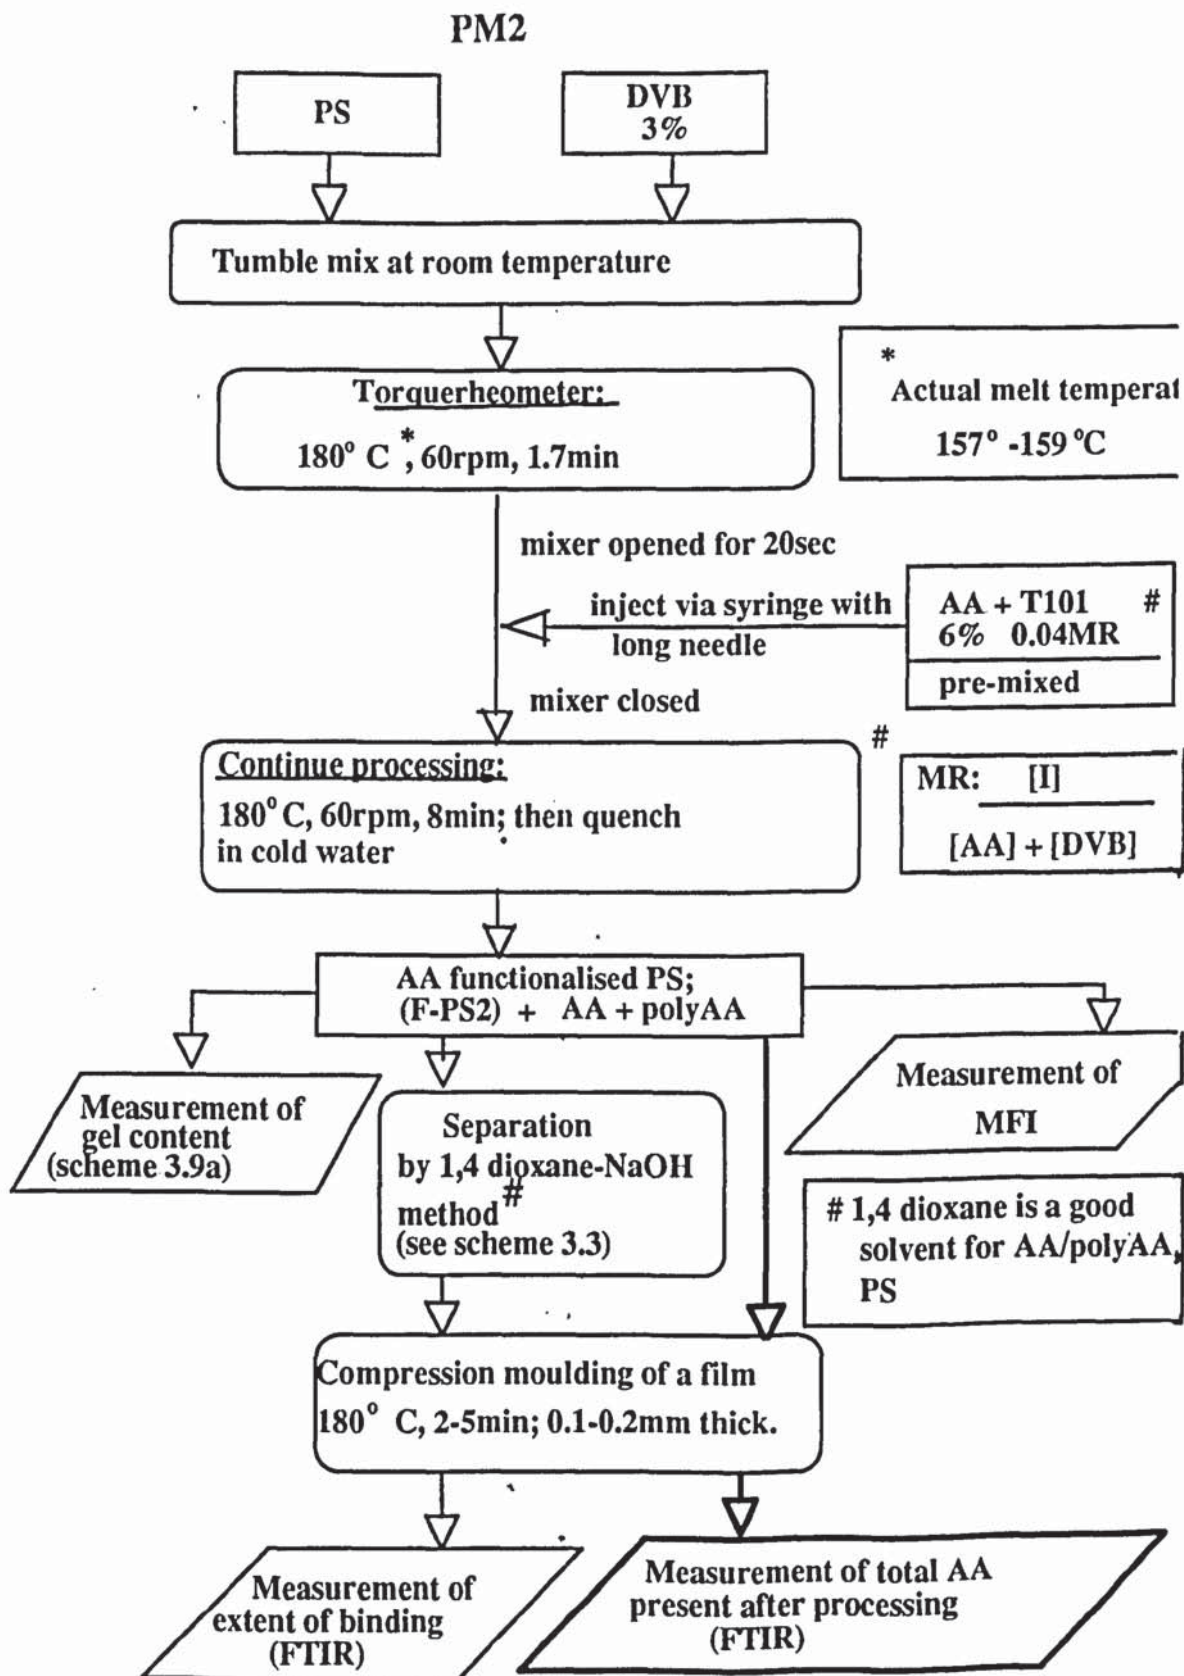 PM2
PS
DVB
3%
Tumble mix at room temperature
Torquerheometer:
180° C *, 60rpm, 1.7min
*
Actual melt temperat
157° -159 °C
mixer opened for 20sec
inject via syringe with
long needle
AA + T101 #
6% 0.04MR
pre-mixed
mixer closed
#
Continue processing:
180° C, 60rpm, 8min; then quench
in cold water
MR: [I]
[AA] + [DVB]
AA functionalised PS;
(F-PS2) + AA + polyAA
Measurement of
gel content
(scheme 3.9a)
Separation
by 1,4 dioxane-NaOH
method #
(see scheme 3.3)
Measurement of
MFI
# 1,4 dioxane is a good
solvent for AA/polyAA,
PS
Compression moulding of a film
180° C, 2-5min; 0.1-0.2mm thick.
Measurement of
extent of binding
(FTIR)
Measurement of total AA
present after processing
(FTIR)